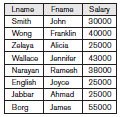 Lname Fname Salary
Smith John 30000
Wong Franklin 40000
Zelaya Alicia 25000
Wallace Jennifer 43000
Narayan Ramesh 38000
English Joyce 25000
Jabbar Ahmad 25000
Borg James 55000